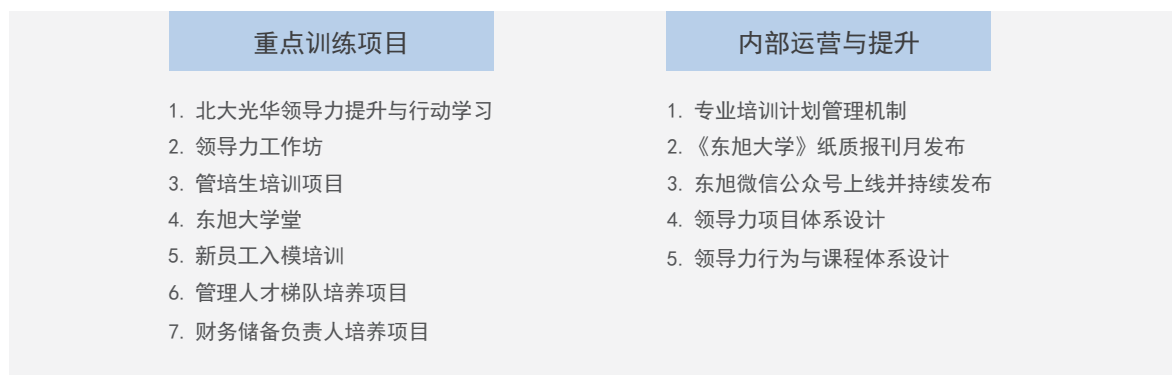 重点训练项目
1. 北大光华领导力提升与行动学习
2. 领导力工作坊
3. 管培生培训项目
4. 东旭大学堂
5. 新员工入模培训
6. 管理人才梯队培养项目
7. 财务储备负责人培养项目
内部运营与提升
1. 专业培训计划管理机制
2.《东旭大学》纸质报刊月发布
3. 东旭微信公众号上线并持续发布
4. 领导力项目体系设计
5. 领导力行为与课程体系设计